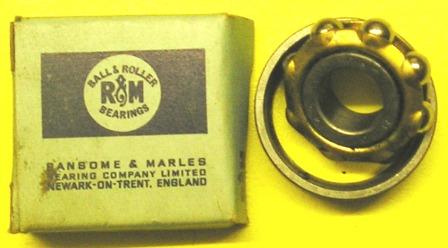 BALL & ROLLER
R&M
BEARINGS
RANSOME & MARLES
BEARING COMPANY LIMITED
NEWARK-ON-TRENT, ENGLAND